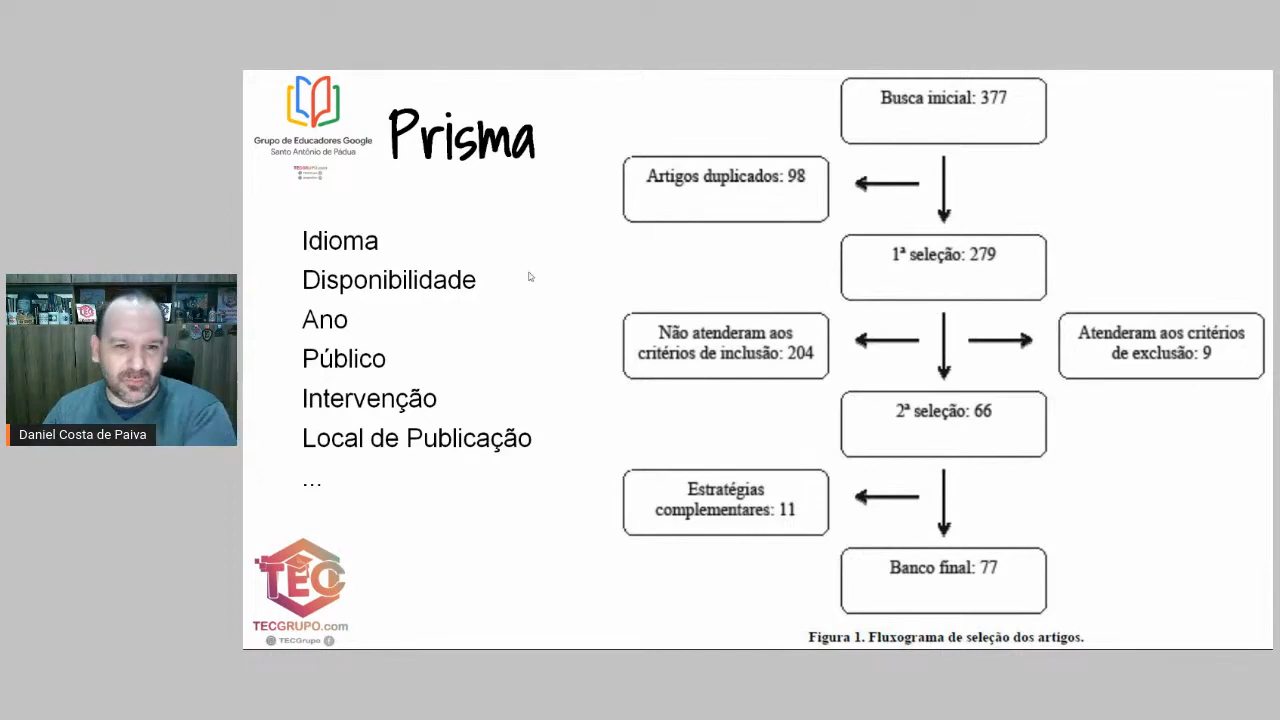 Grupo de Educadores Google
Santo Antônio de Pádua
TECGRUPO.com
Prisma
Idioma
Disponibilidade
Ano
Público
Intervenção
Local de Publicação
...
Busca inicial: 377
Artigos duplicados: 98
1ª seleção: 279
Não atenderam aos
critérios de inclusão: 204
Atenderam aos critérios
de exclusão: 9
2ª seleção: 66
Estratégias
complementares: 11
Banco final: 77
Figura 1. Fluxograma de seleção dos artigos.
TEC
TECGRUPO.com
TECGrupo
Daniel Costa de Paiva